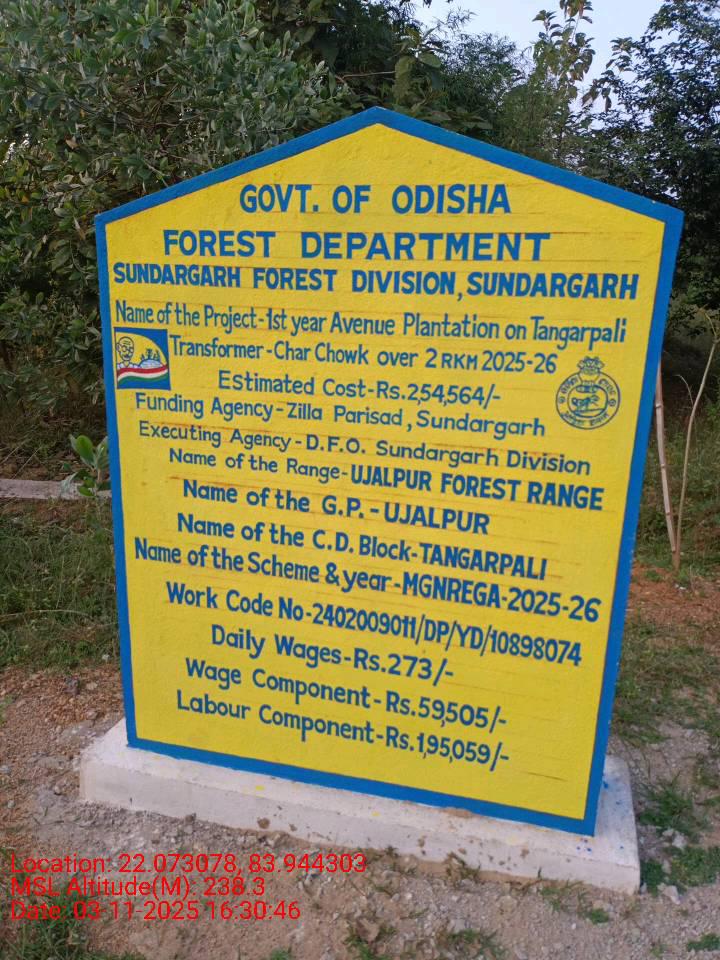 GOVT. OF ODISHA
FOREST DEPARTMENT
SUNDARGARH FOREST DIVISION, SUNDARGARH
Name of the Project-1st year Avenue Plantation on Tangarpali
Transformer-Char Chowk over 2 RKM 2025-26
Estimated Cost-Rs.2,54,564/-
Funding Agency-Zilla Parisad, Sundargarh
Executing Agency-D.F.O. Sundargarh Division
Name of the Range-UJALPUR FOREST RANGE
Name of the G.P.-UJALPUR
Name of the C.D. Block-TANGARPALI
Name of the Scheme & year-MGNREGA-2025-26
Work Code No-2402009011/DP/YD/10898074
Daily Wages-Rs.273/-
Wage Component-Rs.59,505/-
Labour Component-Rs.1,95,059/-
Location: 22.073078, 83.944303
MSL Altitude(M): 238.3
Date: 03-11-2025 16:30:46